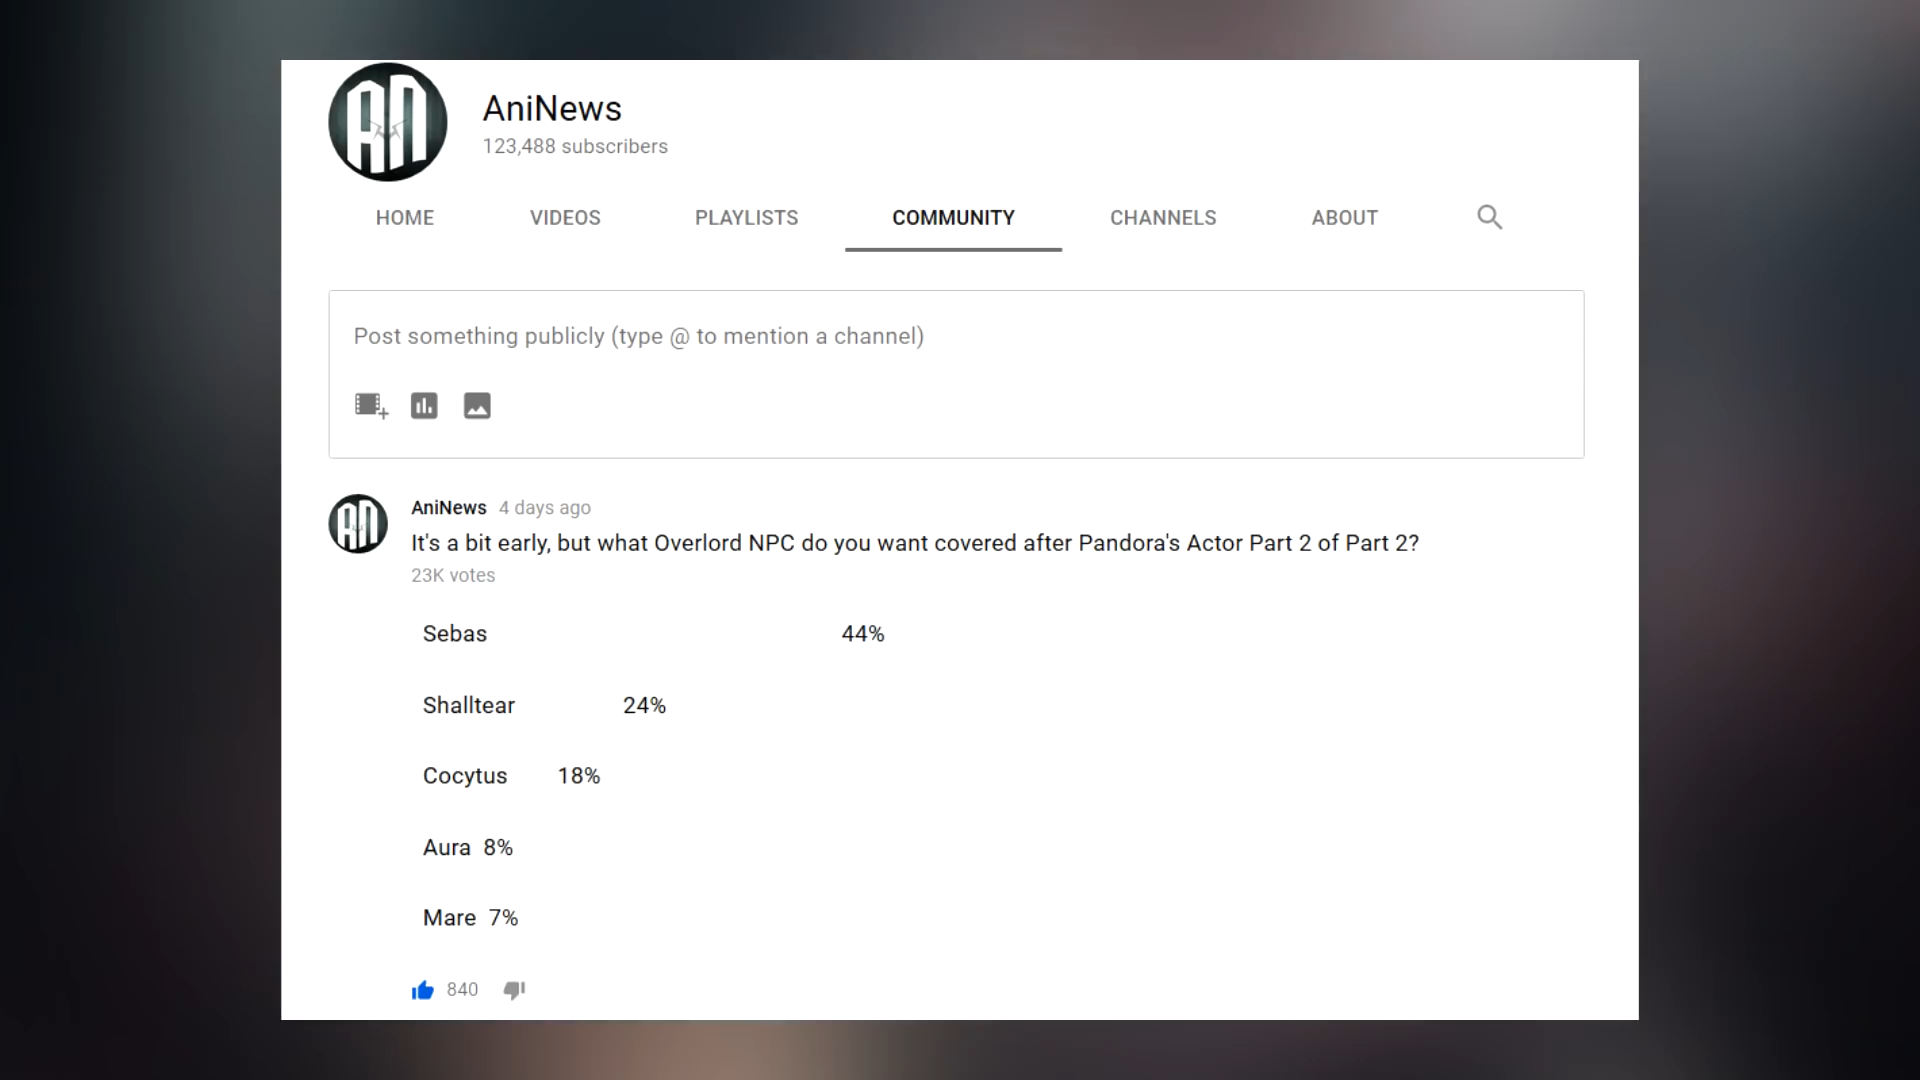 AN
AniNews
123,488 subscribers
HOME VIDEOS PLAYLISTS COMMUNITY CHANNELS ABOUT
Post something publicly (type @ to mention a channel)
AN
AniNews 4 days ago
It's a bit early, but what Overlord NPC do you want covered after Pandora's Actor Part 2 of Part 2?
23K votes
Sebas 44%
Shalltear 24%
Cocytus 18%
Aura 8%
Mare 7%
840